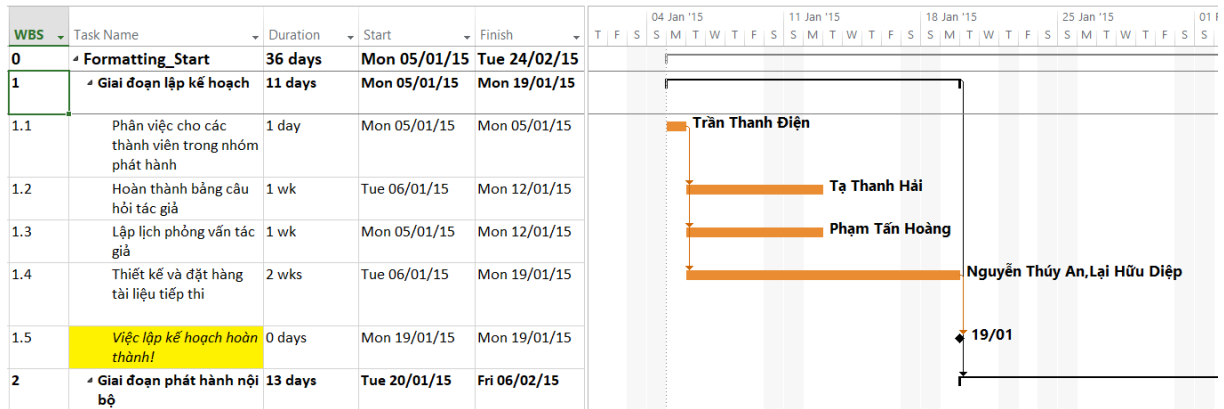 04 Jan '15 11 Jan '15 18 Jan '15 25 Jan '15 01 F
WBS Task Name Duration Start Finish T F S S M T W T F S S M T W T F S S M T W T F S S M T W T F S S
0 Formatting_Start 36 days Mon 05/01/15 Tue 24/02/15
1 Giai đoạn lập kế hoạch 11 days Mon 05/01/15 Mon 19/01/15
1.1 Phân việc cho các 1 day Mon 05/01/15 Mon 05/01/15 Trần Thanh Điện
thành viên trong nhóm
phát hành
1.2 Hoàn thành bảng câu 1 wk Tue 06/01/15 Mon 12/01/15 Tạ Thanh Hải
hỏi tác giả
1.3 Lập lịch phỏng vấn tác 1 wk Mon 05/01/15 Mon 12/01/15 Phạm Tấn Hoàng
giả
1.4 Thiết kế và đặt hàng 2 wks Tue 06/01/15 Mon 19/01/15 Nguyễn Thúy An,Lại Hữu Diệp
tài liệu tiếp thi
1.5 Việc lập kế hoạch hoàn 0 days Mon 19/01/15 Mon 19/01/15 19/01
thành!
2 Giai đoạn phát hành nội 13 days Tue 20/01/15 Fri 06/02/15
bộ